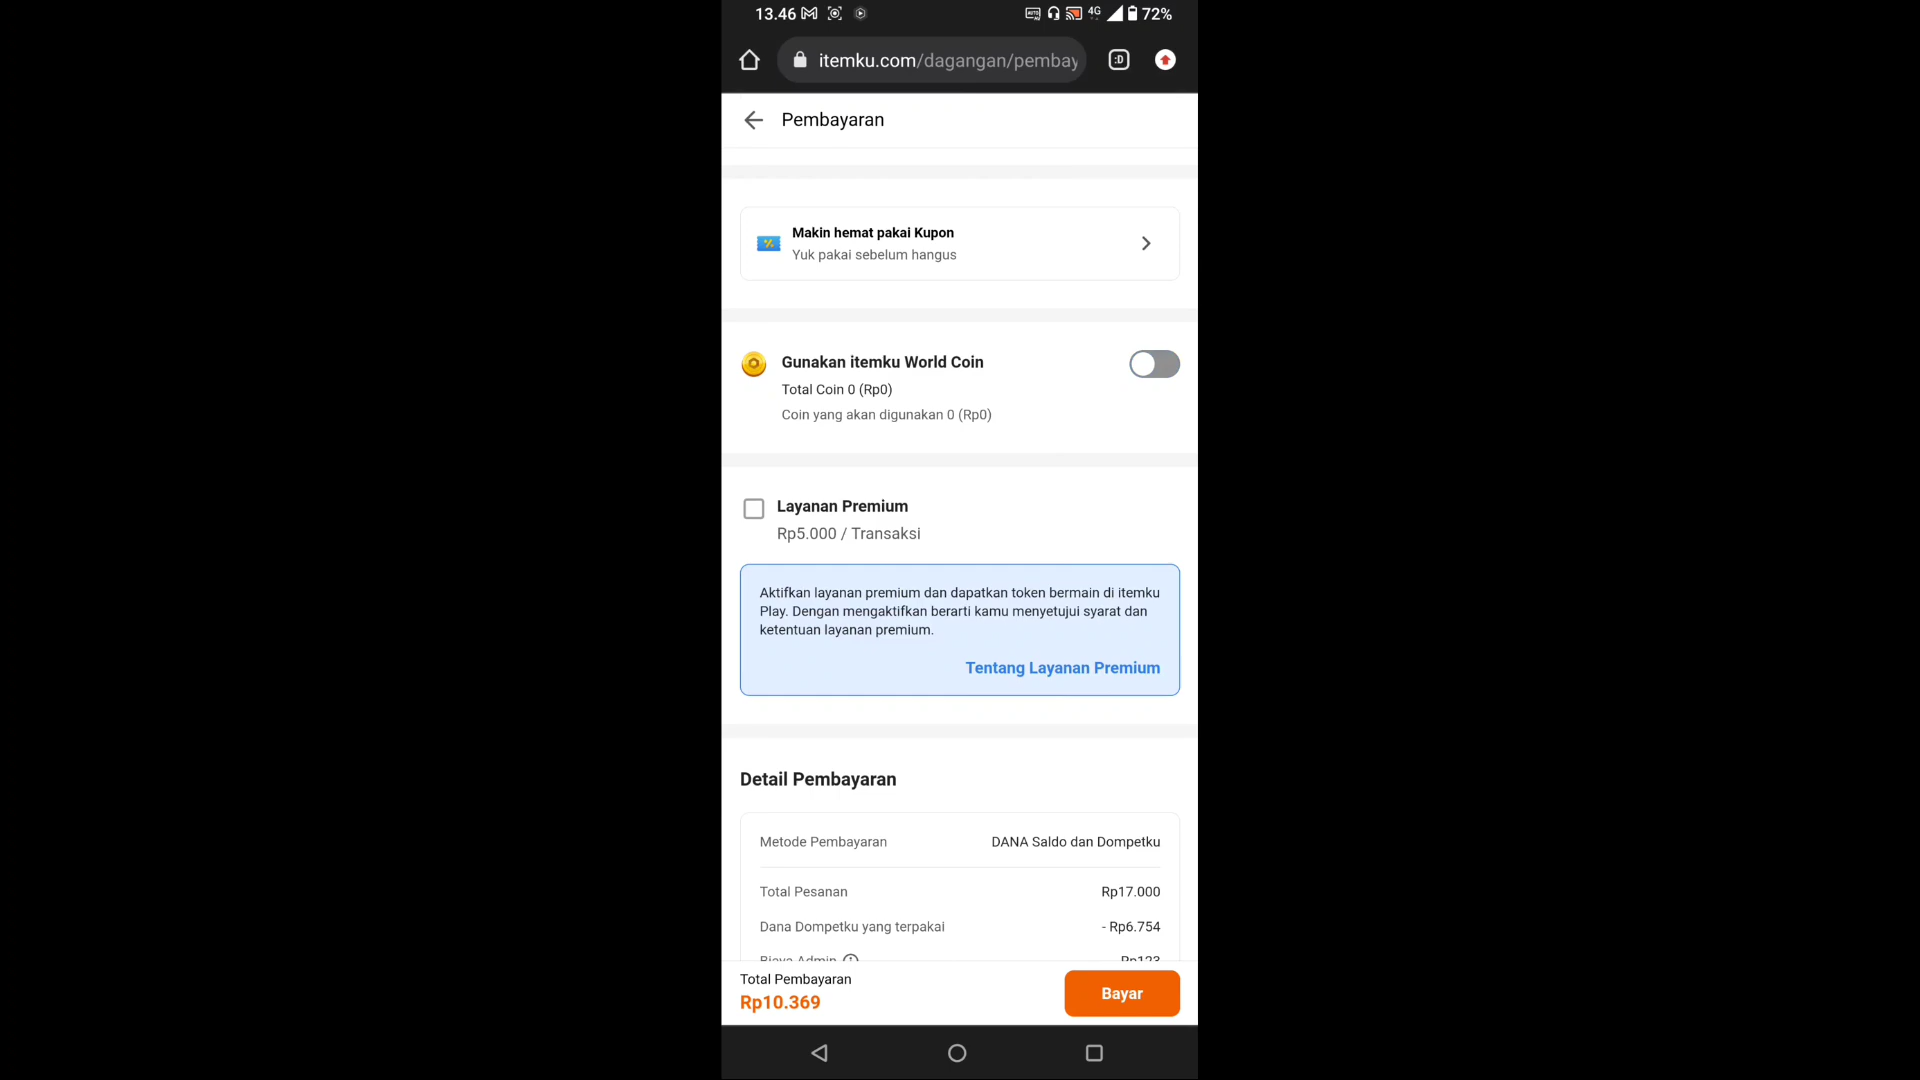 13.46
4G
72%
itemku.com/dagangan/pembay
:D
Pembayaran
Makin hemat pakai Kupon
Yuk pakai sebelum hangus
Gunakan itemku World Coin
Total Coin 0 (Rp0)
Coin yang akan digunakan 0 (Rp0)
Layanan Premium
Rp5.000 / Transaksi
Aktifkan layanan premium dan dapatkan token bermain di itemku
Play. Dengan mengaktifkan berarti kamu menyetujui syarat dan
ketentuan layanan premium.
Tentang Layanan Premium
Detail Pembayaran
Metode Pembayaran DANA Saldo dan Dompetku
Total Pesanan Rp17.000
Dana Dompetku yang terpakai - Rp6.754
Biaya Admin Rp123
Total Pembayaran
Rp10.369
Bayar